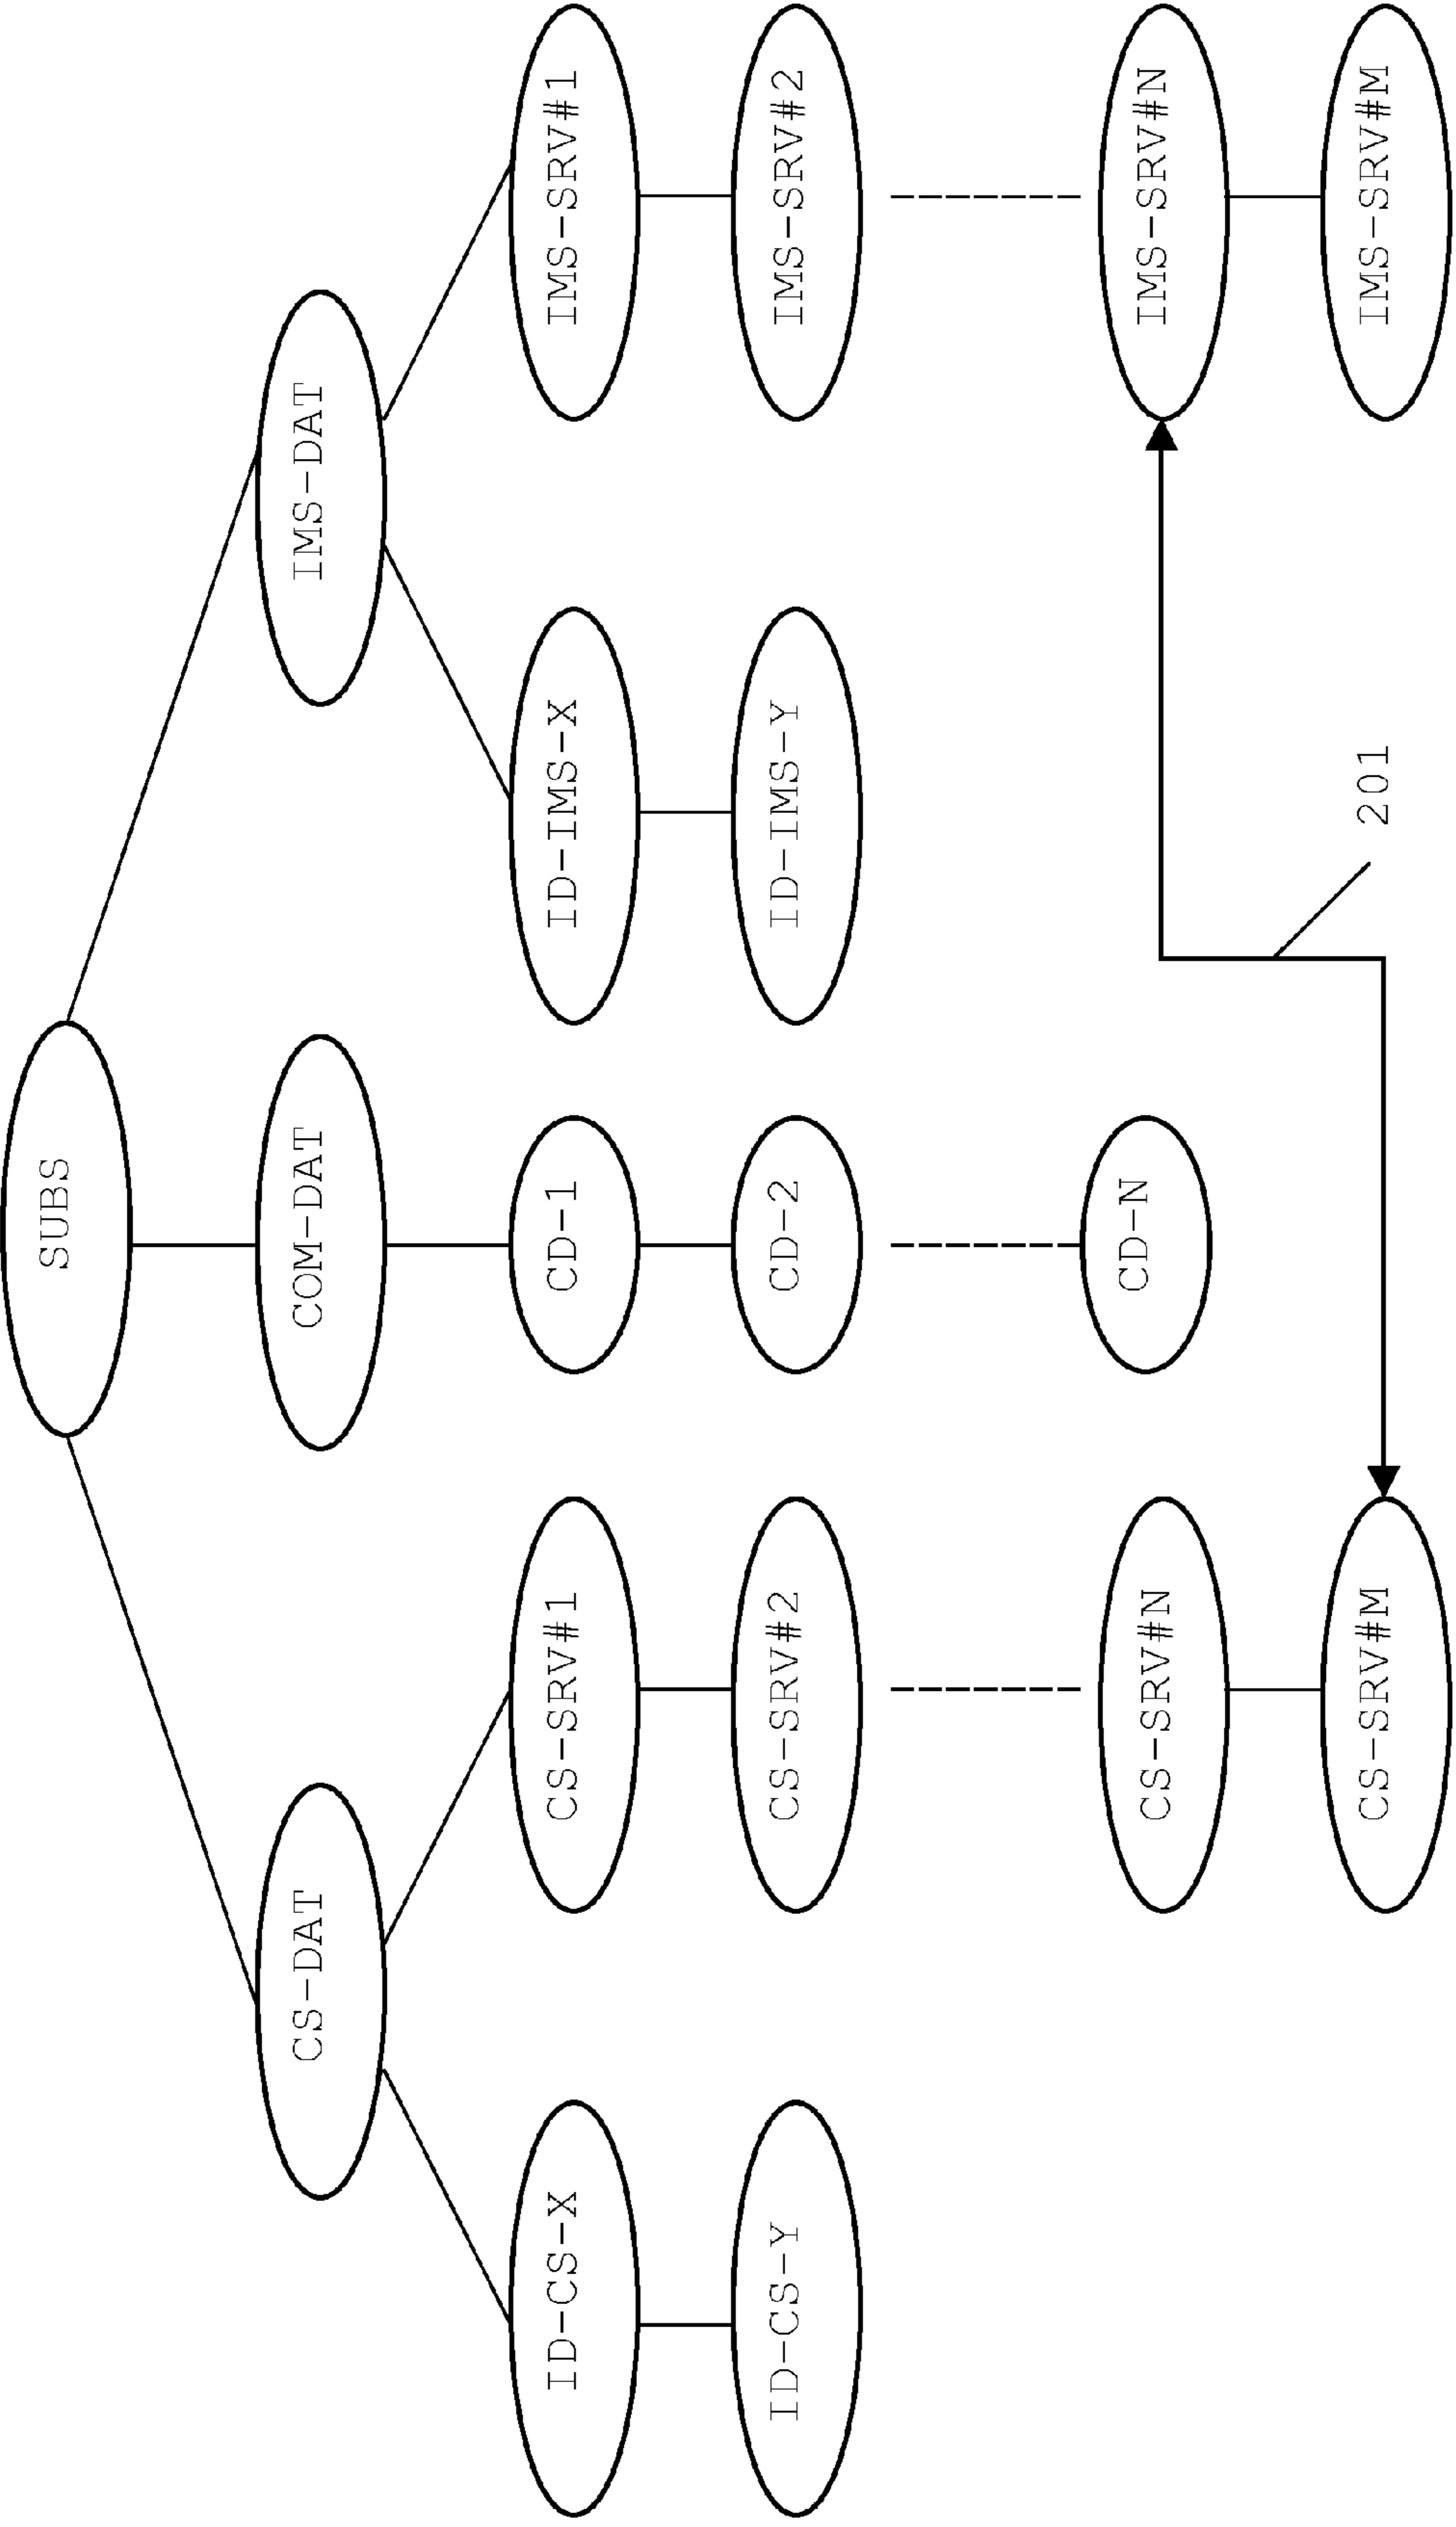 SUBS
CS-DAT
COM-DAT
IMS-DAT
ID-CS-X
CS-SRV#1
CD-1
ID-IMS-X
IMS-SRV#1
ID-CS-Y
CS-SRV#2
CD-2
ID-IMS-Y
IMS-SRV#2
CS-SRV#N
CD-N
IMS-SRV#N
CS-SRV#M
201
IMS-SRV#M